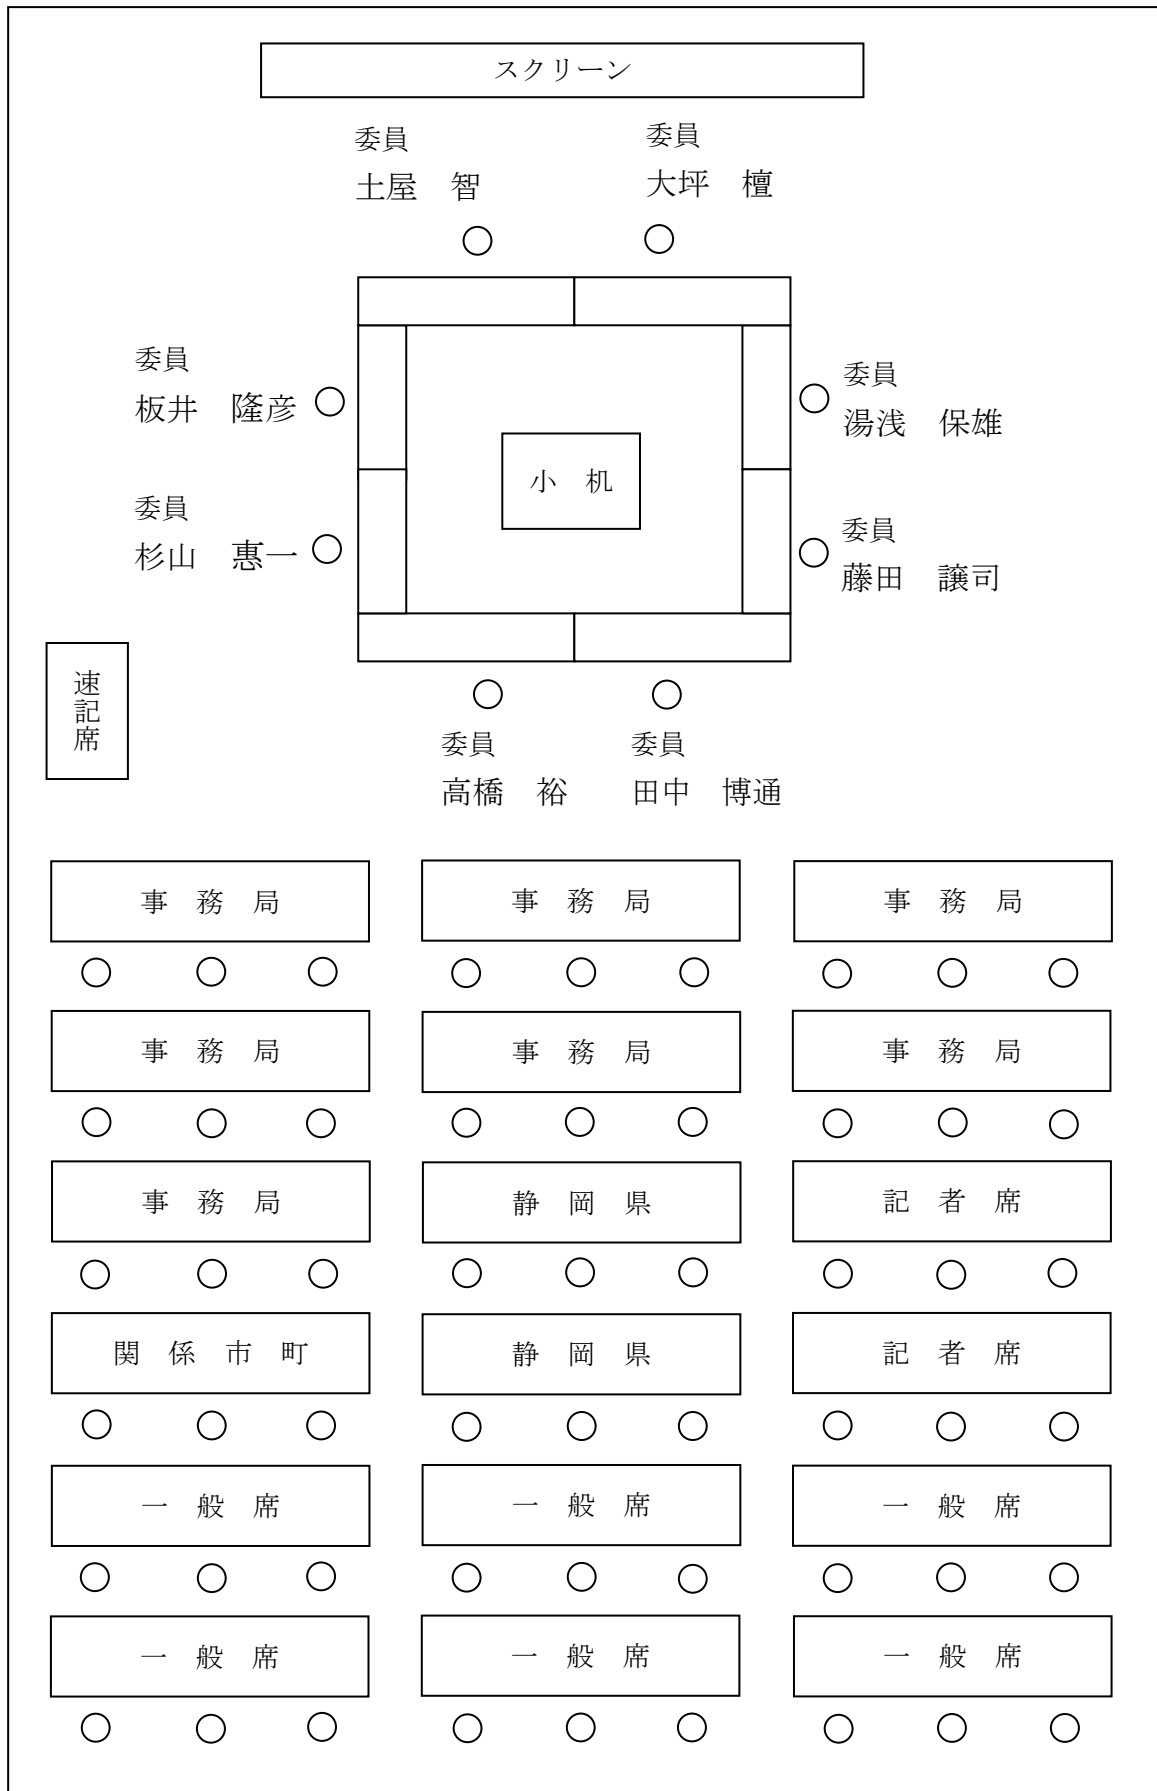 スクリーン
委員
土屋　智
委員
大坪　檀
委員
板井　隆彦
委員
湯浅　保雄
小　机
委員
杉山　惠一
委員
藤田　譲司
速記席
委員
高橋　裕
委員
田中　博通
事　務　局
事　務　局
事　務　局
事　務　局
事　務　局
事　務　局
事　務　局
静　岡　県
記　者　席
関　係　市　町
静　岡　県
記　者　席
一　般　席
一　般　席
一　般　席
一　般　席
一　般　席
一　般　席